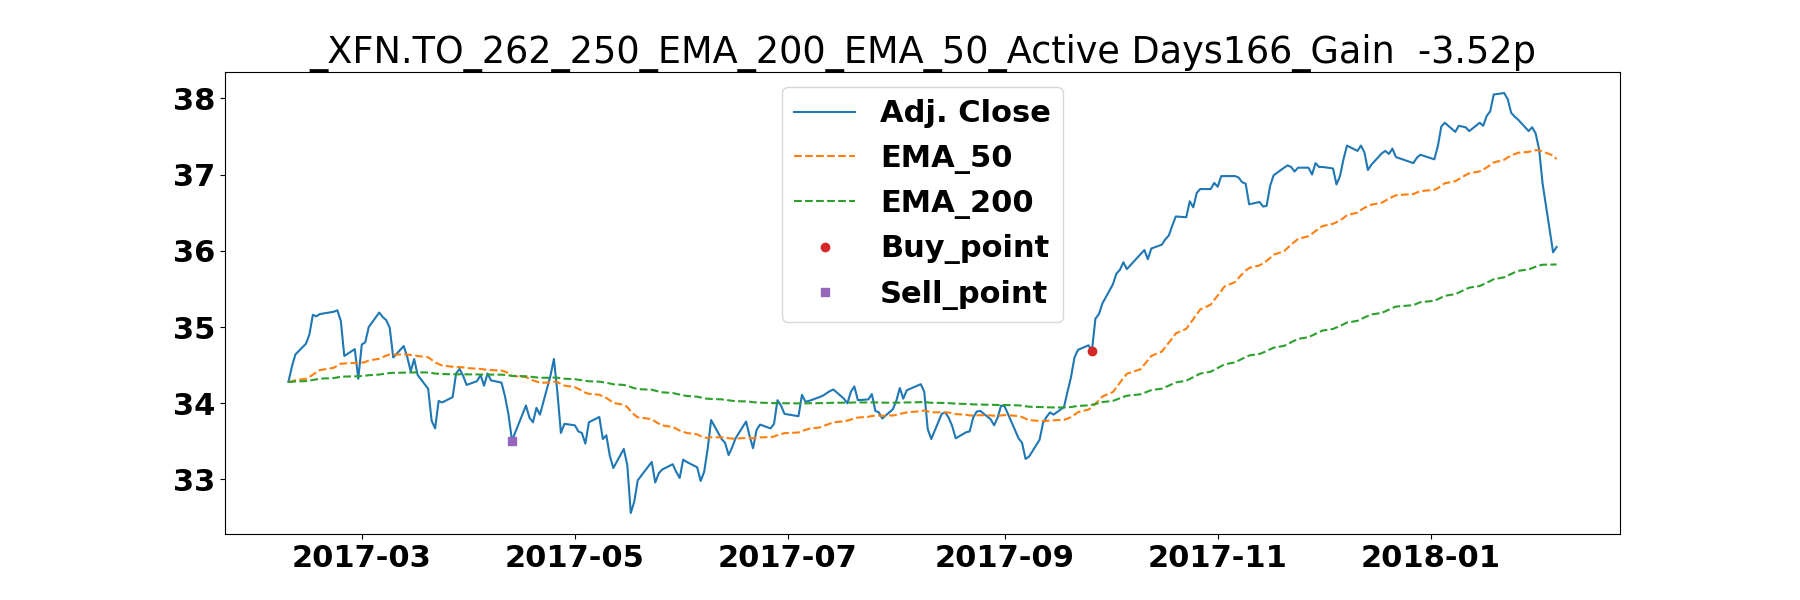 _XFN.TO_262_250_EMA_200_EMA_50_Active Days166_Gain  -3.52p
38
37
36
35
34
33
Adj. Close
EMA_50
EMA_200
Buy_point
Sell_point
2017-03 2017-05 2017-07 2017-09 2017-11 2018-01